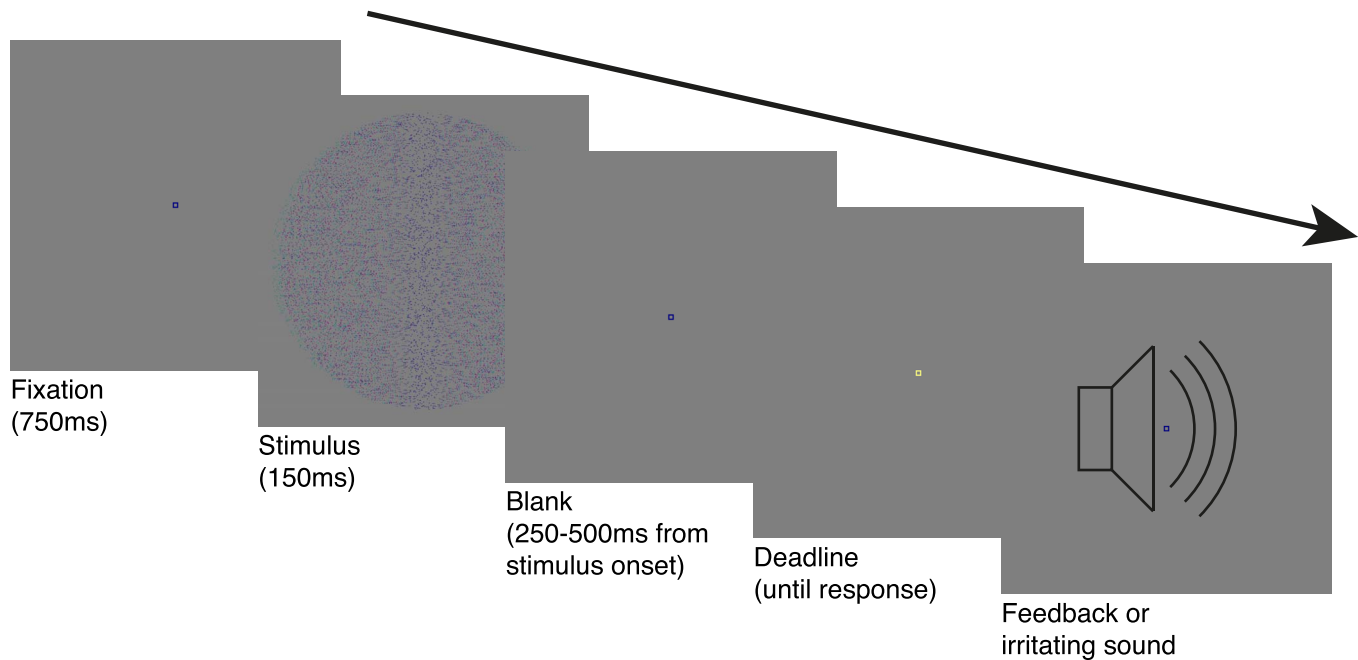 Fixation
(750ms)
Stimulus
(150ms)
Blank
(250-500ms from
stimulus onset)
Deadline
(until response)
Feedback or
irritating sound